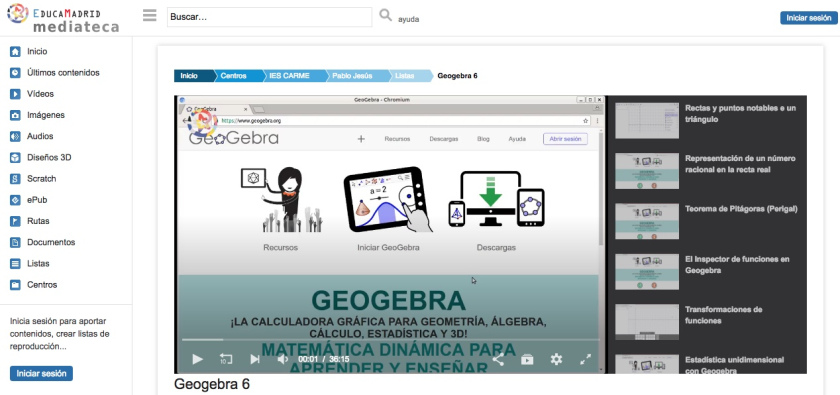 EDUCAMADRID
mediateca
Buscar...
ayuda
Iniciar sesión
Inicio
Últimos contenidos
Vídeos
Imágenes
Audios
Diseños 3D
Scratch
ePub
Rutas
Documentos
Listas
Centros
Inicia sesión para aportar
contenidos, crear listas de
reproducción...
Iniciar sesión
Inicio
Centros
IES CARME
Pablo Jesús
Listas
Geogebra 6
GeoGebra - Chromium
GeoGebra
https://www.geogebra.org
GeoGebra
Recursos
Descargas
Blog
Ayuda
Abrir sesión
a = 2
Recursos
Iniciar GeoGebra
Descargas
GEOGEBRA
¡LA CALCULADORA GRÁFICA PARA GEOMETRÍA, ÁLGEBRA,
CÁLCULO, ESTADÍSTICA Y 3D!
MATEMÁTICA DINÁMICA PARA
APRENDER Y ENSEÑAR
10
00:01 / 36:15
Rectas y puntos notables e un
triángulo
Representación de un número
racional en la recta real
Teorema de Pitágoras (Perigal)
El Inspector de funciones en
Geogebra
Transformaciones de
funciones
Estadística unidimensional
con Geogebra
Geogebra 6